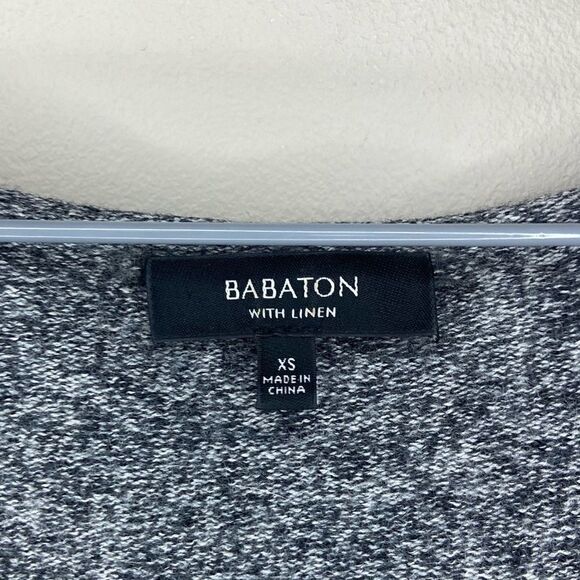 BABATON
WITH LINEN
XS
MADE IN
CHINA